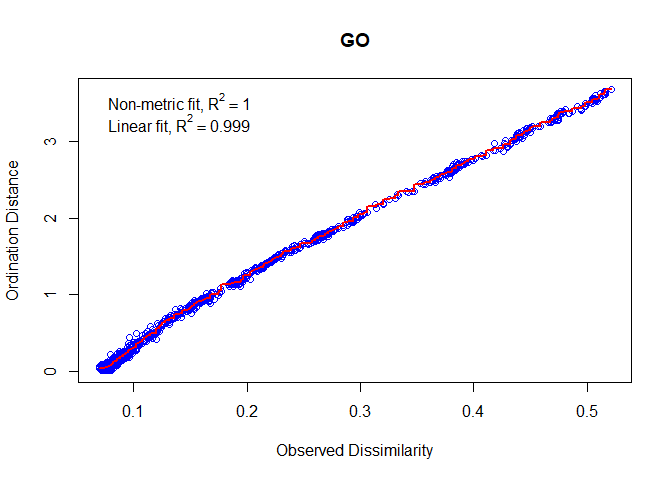 GO
Non-metric fit, R² = 1
Linear fit, R² = 0.999
Ordination Distance
3
2
1
0
0.1 0.2 0.3 0.4 0.5
Observed Dissimilarity